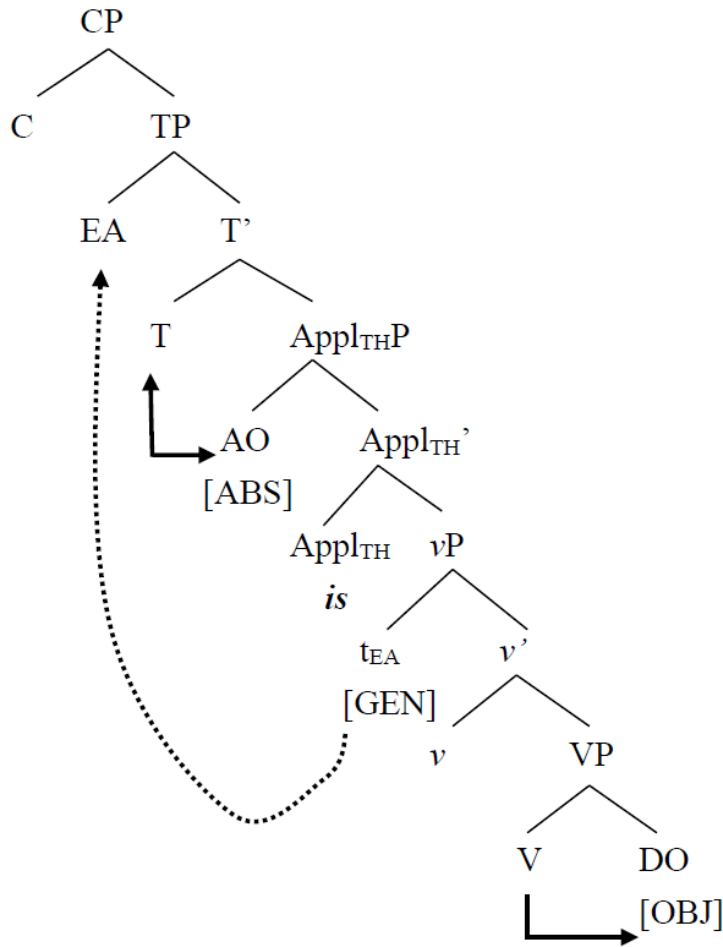 CP
C TP
EA T’
T ApplTHP
AO ApplTH’
[ABS]
ApplTH vP
is
tEA v’
[GEN]
v VP
V DO
[OBJ]